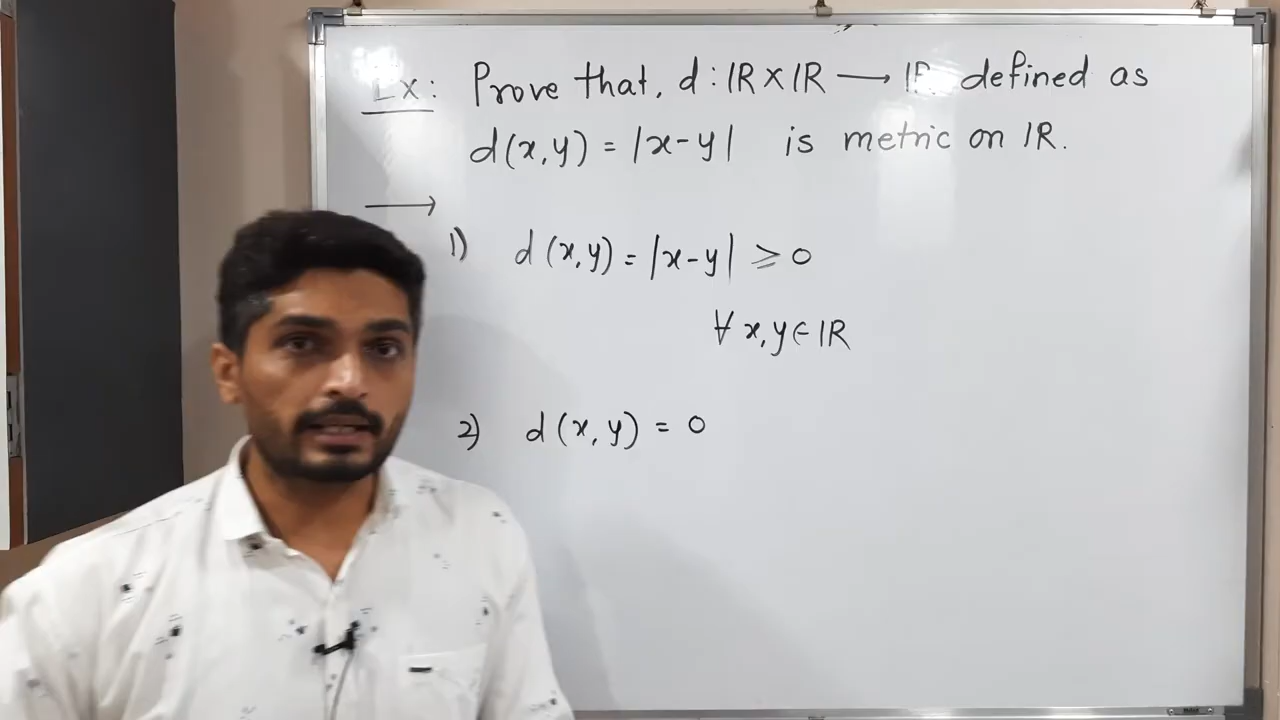 Ex: Prove that, d : ℝ × ℝ ⟶ ℝ defined as
d(x,y) = |x-y| is metric on ℝ.
⟶
1) d(x,y) = |x-y| ⩾ 0
∀ x,y ∈ ℝ
2) d(x,y) = 0